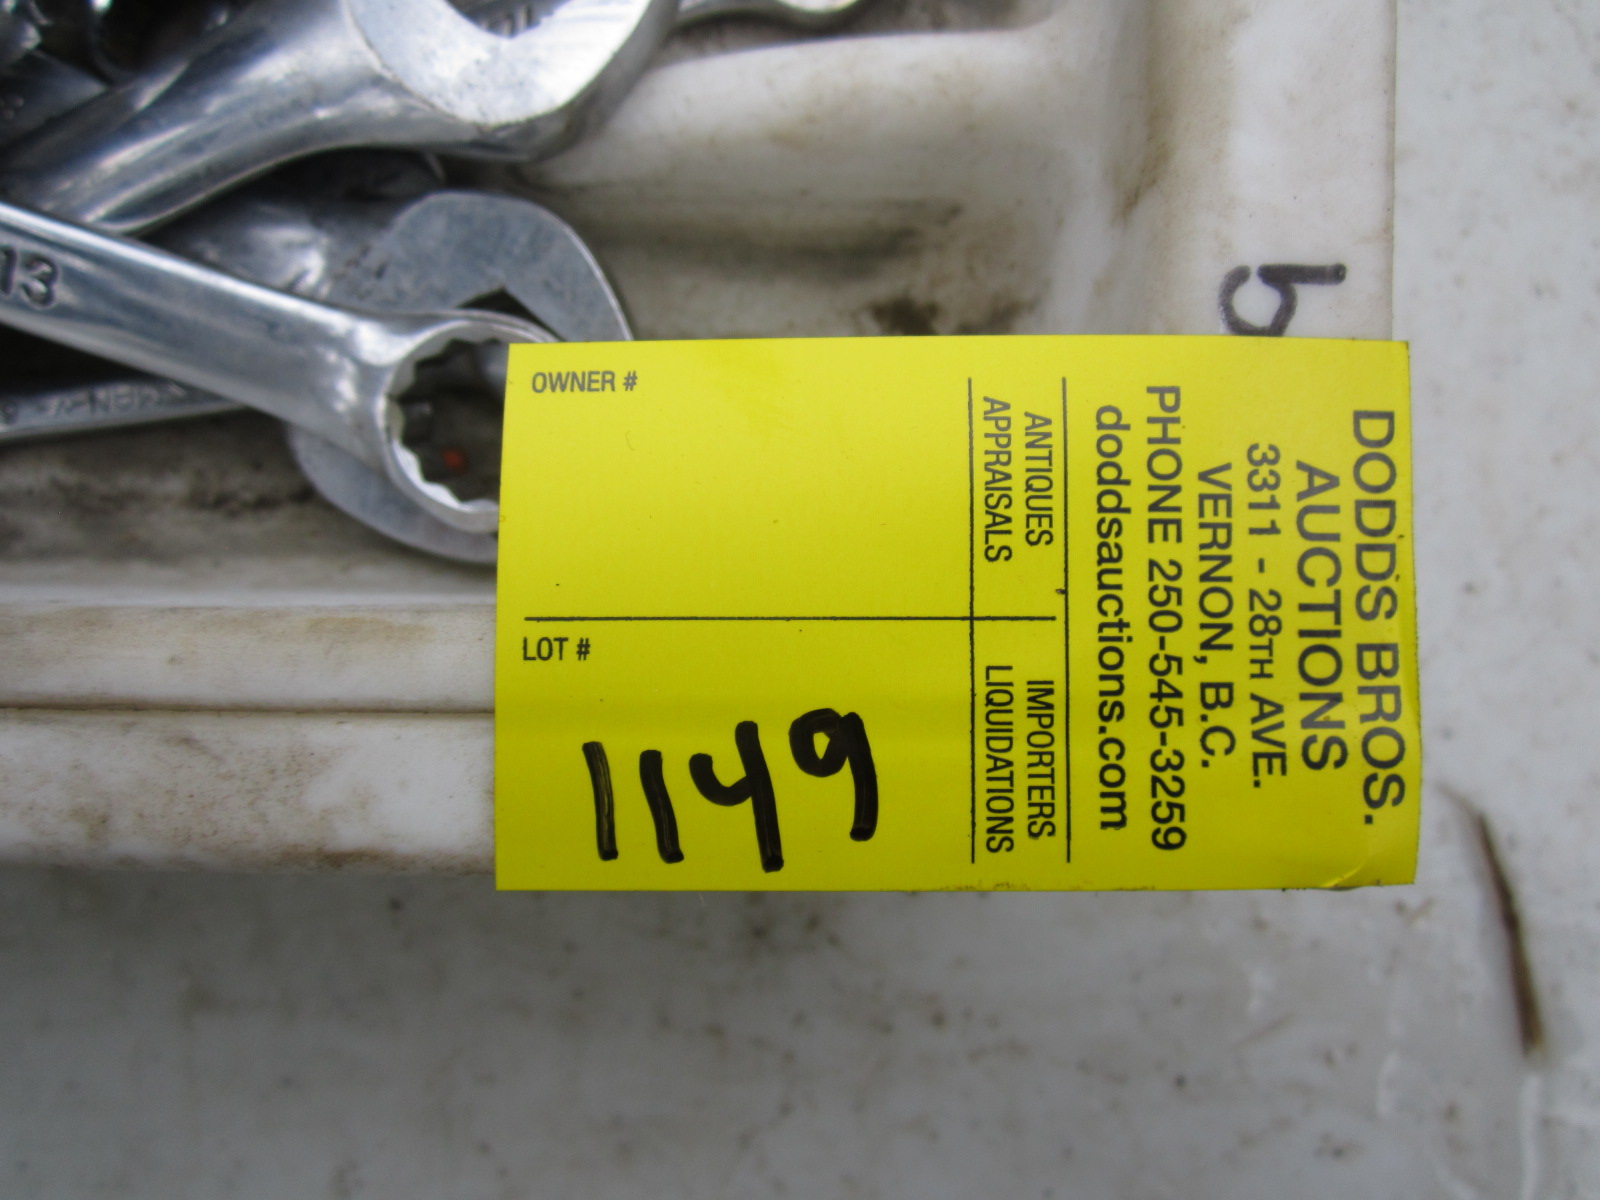 DODDS BROS.
AUCTIONS
3311 - 28TH AVE.
VERNON, B.C.
PHONE 250-545-3259
doddsauctions.com
ANTIQUES
APPRAISALS
IMPORTERS
LIQUIDATIONS
OWNER #
LOT #
1149
13